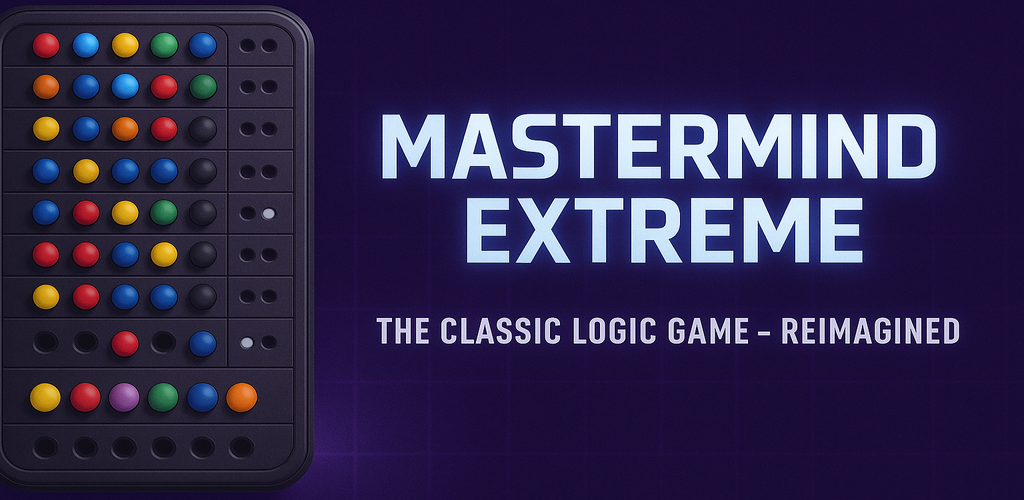 MASTERMIND
EXTREME
THE CLASSIC LOGIC GAME – REIMAGINED